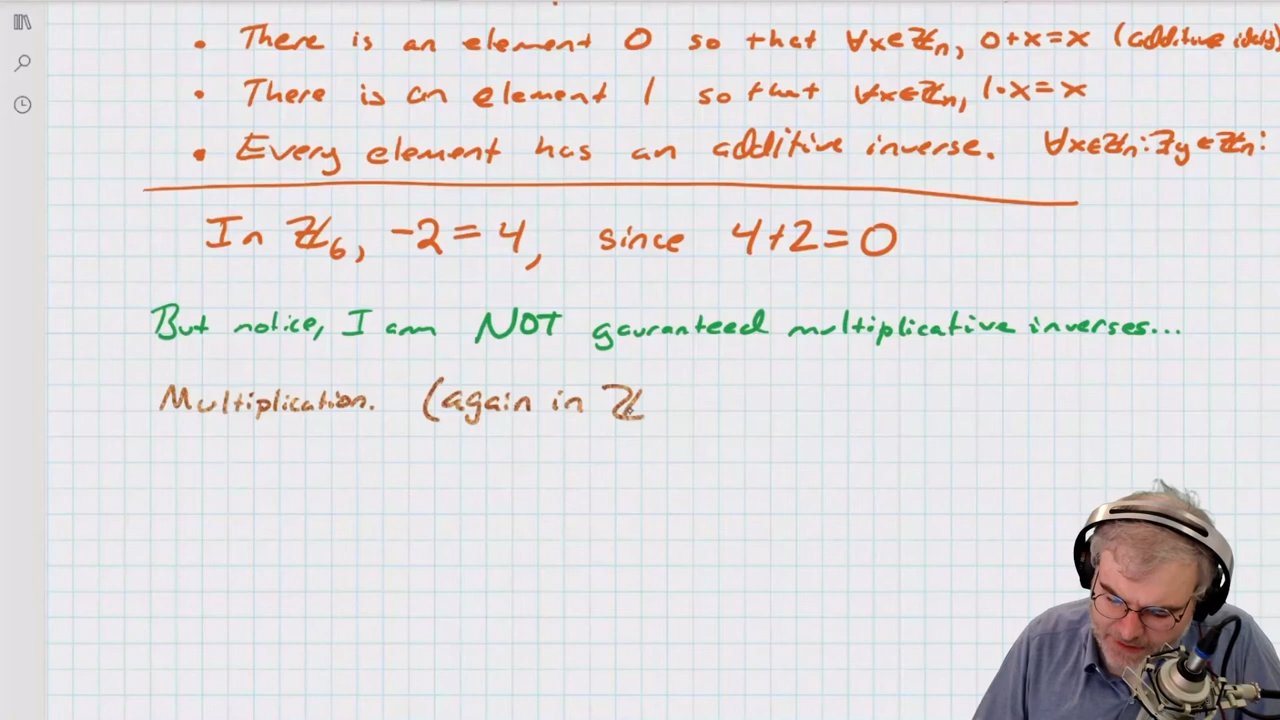 • There is an element 0 so that ∀x∈ℤn, 0+x=x (additive idety)
• There is an element 1 so that ∀x∈ℤn, 1·x=x
• Every element has an additive inverse. ∀x∈ℤn:∃y∈ℤn:
In ℤ6, -2=4, since 4+2=0
But notice, I am NOT gauranteed multiplicative inverses...
Multiplication. (again in ℤ